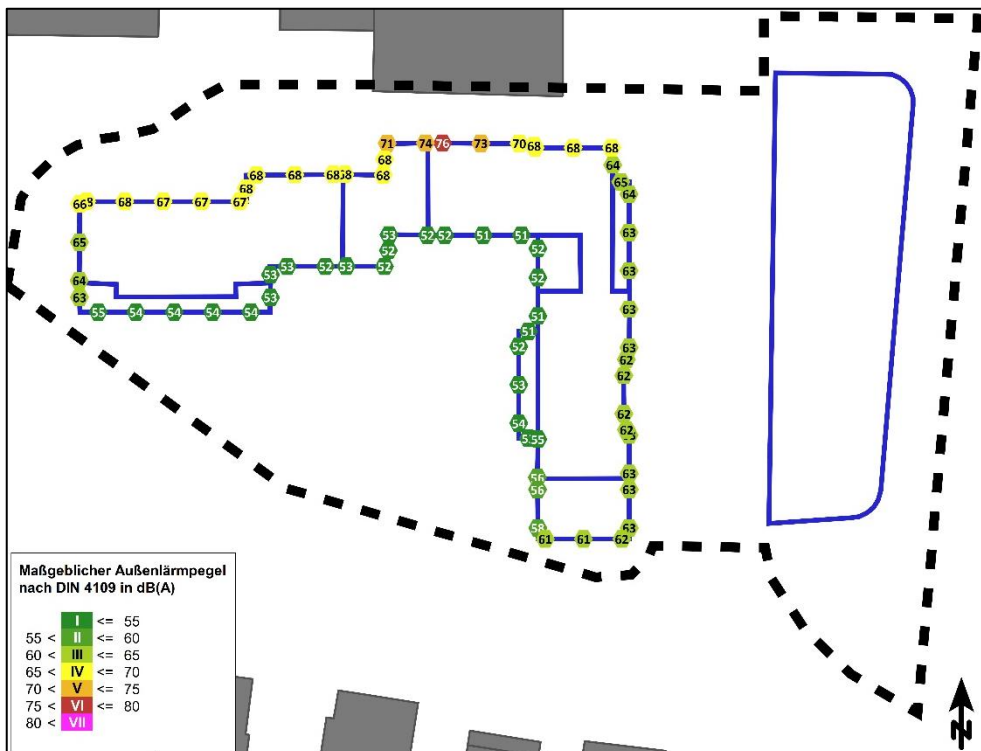 71 74 76 73 70 68 68 68
68 64
68 68 68 68 68 65
68 64
66 68 67 67 67
53 52 52 51 51 63
65 52 52
53 53 52 53 52 52 63
64
63 53 63
55 54 54 54 54 51
51
52 63
62
62
53
62
54 62
55
56 63
56 63
58 63
61 61 62
Maßgeblicher Außenlärmpegel
nach DIN 4109 in dB(A)
I <= 55
55 < II <= 60
60 < III <= 65
65 < IV <= 70
70 < V <= 75
75 < VI <= 80
80 < VII
N